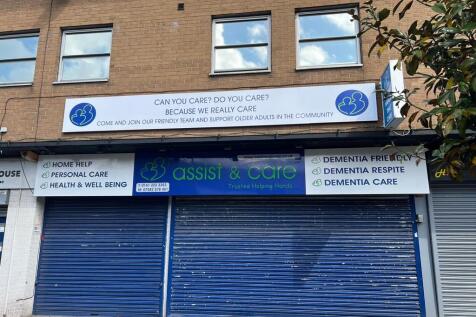 CAN YOU CARE? DO YOU CARE?
BECAUSE WE REALLY CARE
COME AND JOIN OUR FRIENDLY TEAM AND SUPPORT OLDER ADULTS IN THE COMMUNITY
HOME HELP
PERSONAL CARE
HEALTH & WELL BEING
assist & care
Trusted Helping Hands
DEMENTIA FRIENDLY
DEMENTIA RESPITE
DEMENTIA CARE
OUSE